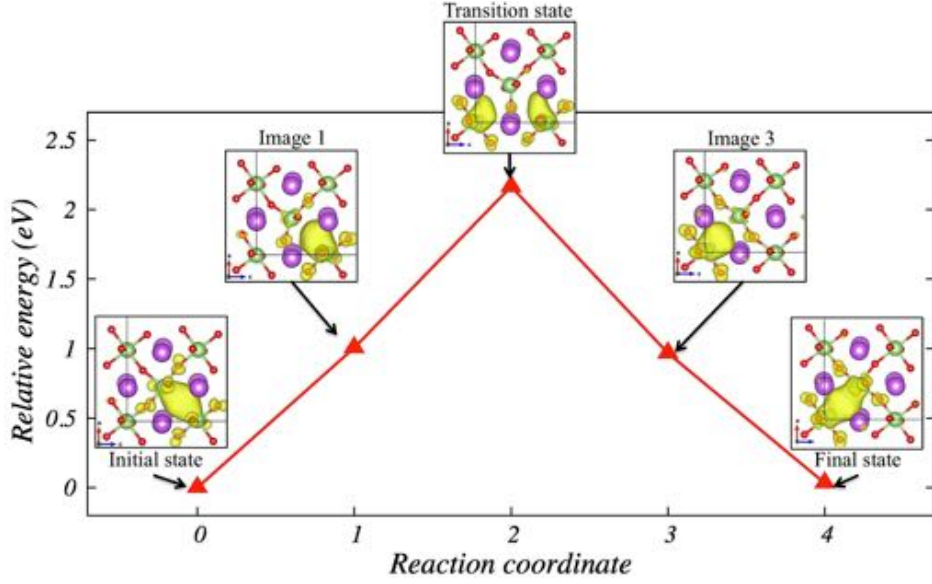 Transition state
Image 1
Image 3
Initial state
Final state
Relative energy (eV)
2.5
2
1.5
1
0.5
0
0 1 2 3 4
Reaction coordinate